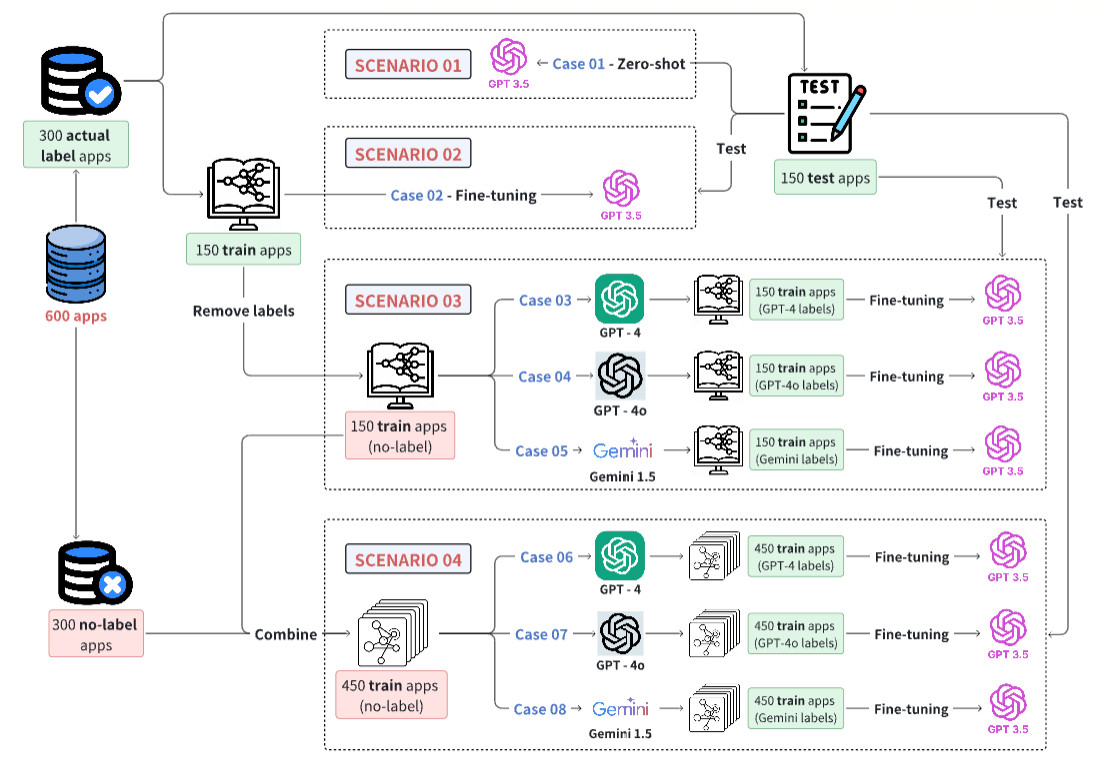 SCENARIO 01
GPT 3.5
Case 01 - Zero-shot
TEST
300 actual
label apps
SCENARIO 02
Test
150 test apps
Case 02 - Fine-tuning
GPT 3.5
Test
Test
150 train apps
600 apps
Remove labels
SCENARIO 03
Case 03
GPT - 4
150 train apps
(GPT-4 labels)
Fine-tuning
GPT 3.5
Case 04
GPT - 4o
150 train apps
(GPT-4o labels)
Fine-tuning
GPT 3.5
150 train apps
(no-label)
Case 05
Gemini
Gemini 1.5
150 train apps
(Gemini labels)
Fine-tuning
GPT 3.5
SCENARIO 04
Case 06
GPT - 4
450 train apps
(GPT-4 labels)
Fine-tuning
GPT 3.5
300 no-label
apps
Combine
Case 07
GPT - 4o
450 train apps
(GPT-4o labels)
Fine-tuning
GPT 3.5
450 train apps
(no-label)
Case 08
Gemini
Gemini 1.5
450 train apps
(Gemini labels)
Fine-tuning
GPT 3.5